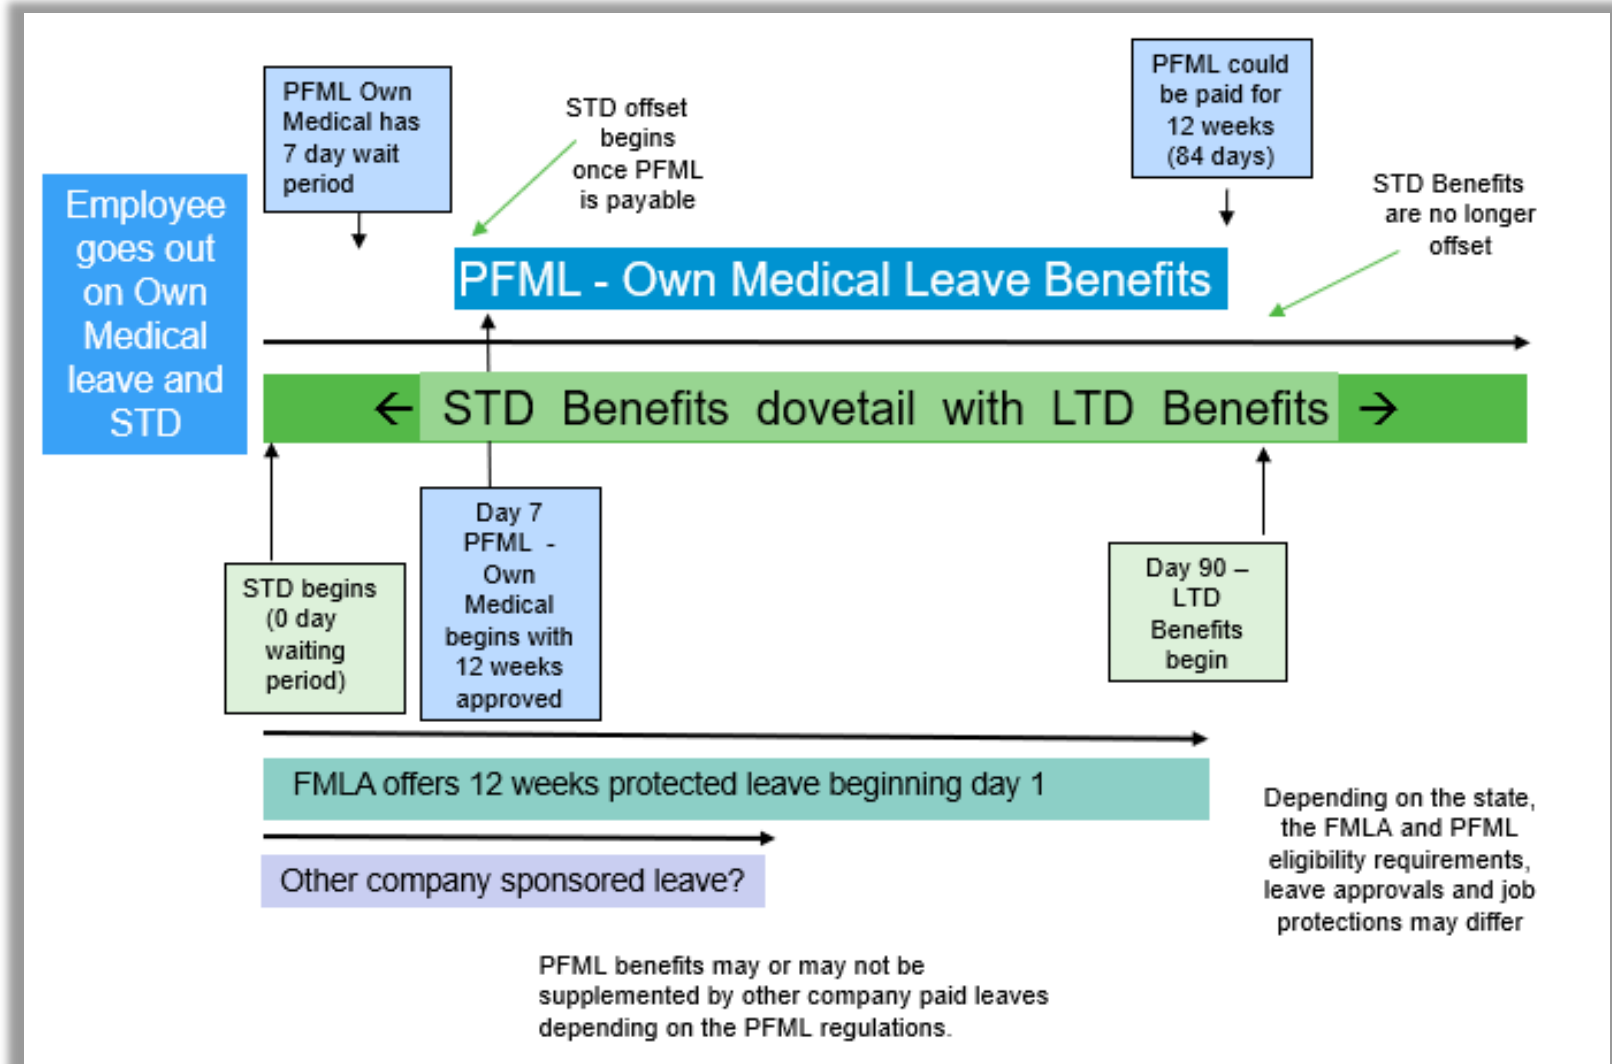 PFML Own
Medical has
7 day wait
period
STD offset
begins
once PFML
is payable
PFML could
be paid for
12 weeks
(84 days)
STD Benefits
are no longer
offset
Employee
goes out
on Own
Medical
leave and
STD
PFML - Own Medical Leave Benefits
← STD Benefits dovetail with LTD Benefits →
STD begins
(0 day
waiting
period)
Day 7
PFML -
Own
Medical
begins with
12 weeks
approved
Day 90 –
LTD
Benefits
begin
FMLA offers 12 weeks protected leave beginning day 1
Other company sponsored leave?
Depending on the state,
the FMLA and PFML
eligibility requirements,
leave approvals and job
protections may differ
PFML benefits may or may not be
supplemented by other company paid leaves
depending on the PFML regulations.